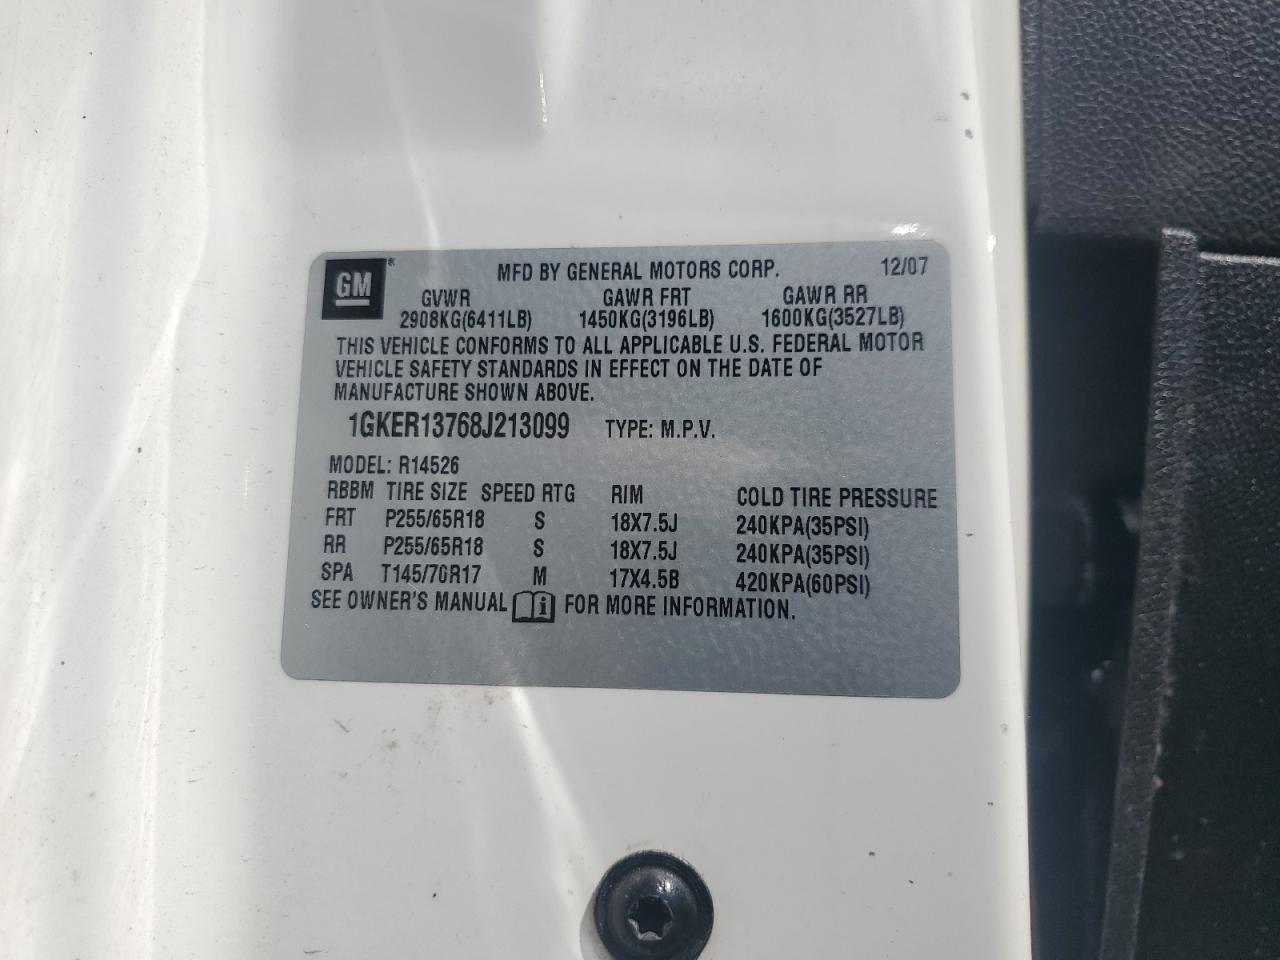 GM® MFD BY GENERAL MOTORS CORP. 12/07
GVWR GAWR FRT GAWR RR
2908KG(6411LB) 1450KG(3196LB) 1600KG(3527LB)
THIS VEHICLE CONFORMS TO ALL APPLICABLE U.S. FEDERAL MOTOR
VEHICLE SAFETY STANDARDS IN EFFECT ON THE DATE OF
MANUFACTURE SHOWN ABOVE.
1GKER13768J213099 TYPE: M.P.V.
MODEL: R14526
RBBM TIRE SIZE SPEED RTG RIM COLD TIRE PRESSURE
FRT P255/65R18 S 18X7.5J 240KPA(35PSI)
RR P255/65R18 S 18X7.5J 240KPA(35PSI)
SPA T145/70R17 M 17X4.5B 420KPA(60PSI)
SEE OWNER'S MANUAL i FOR MORE INFORMATION.